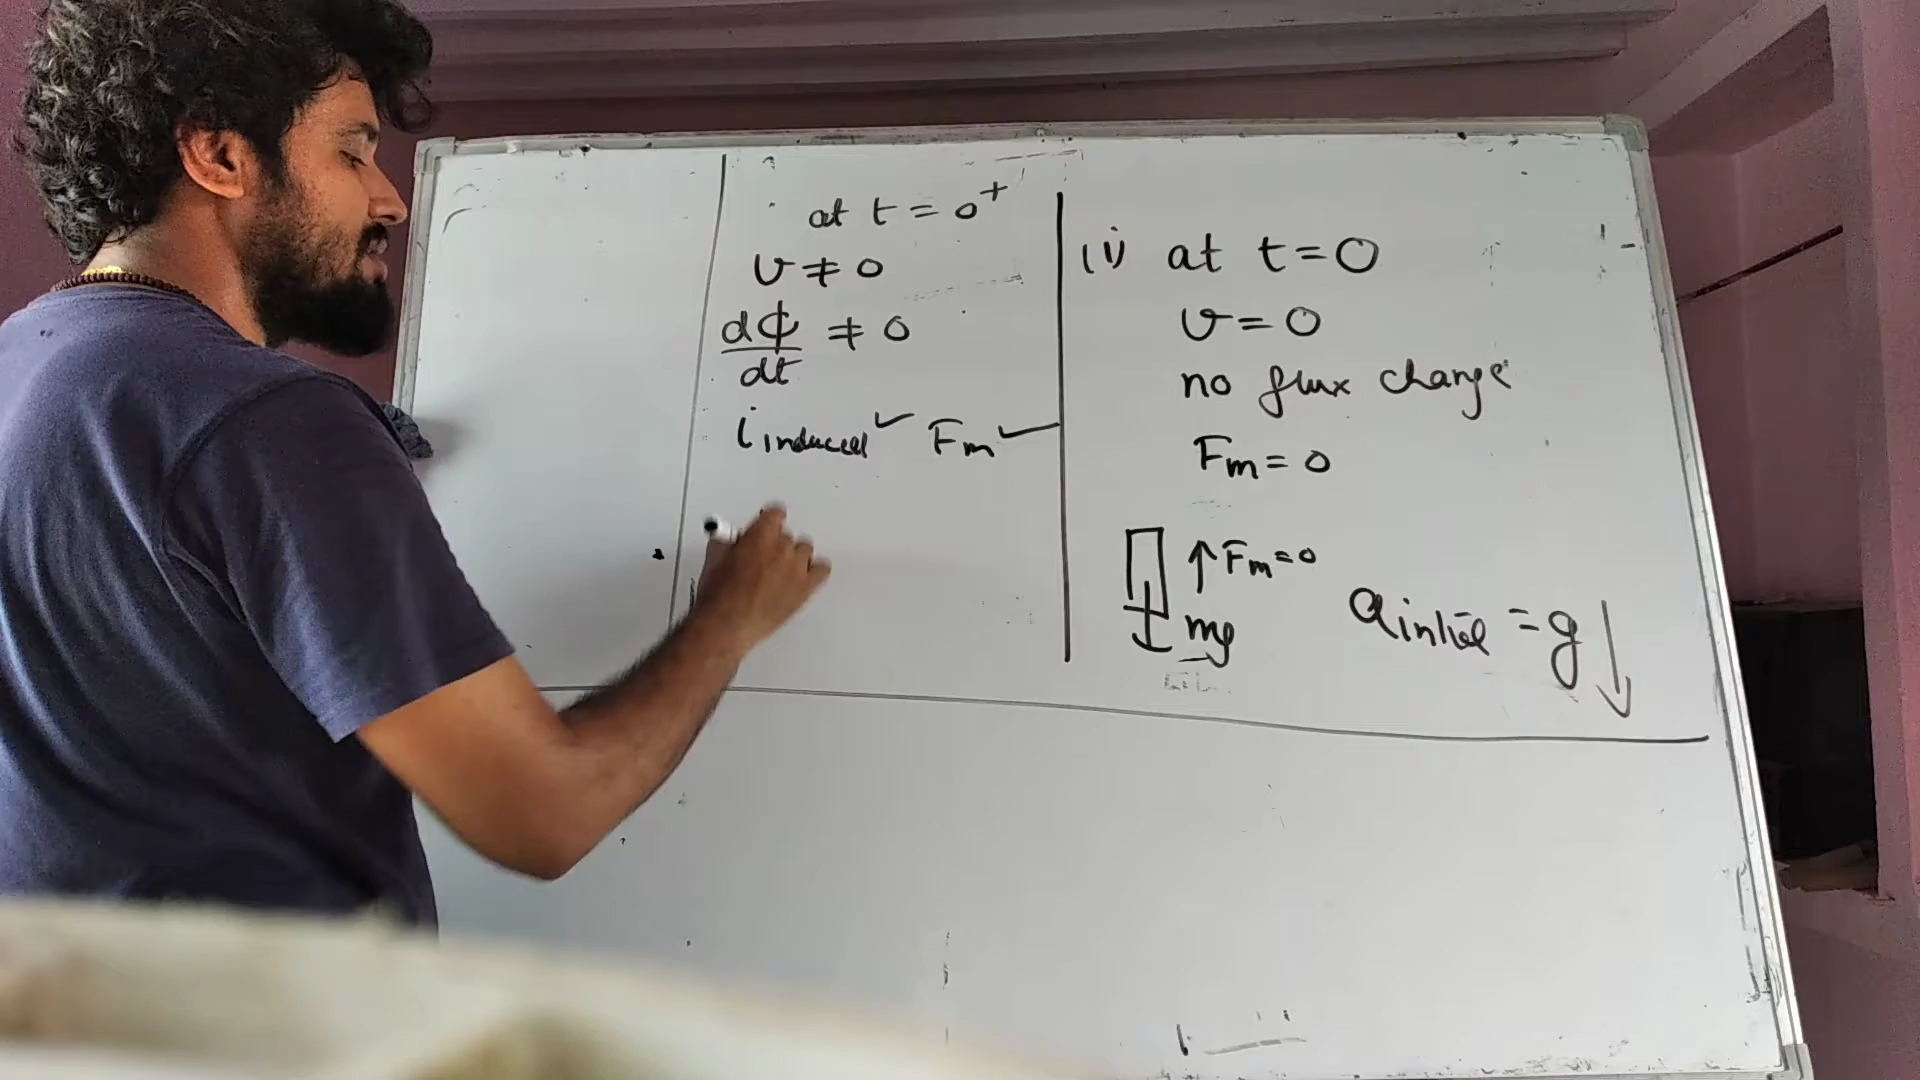 at t = 0⁺
v ≠ 0
dϕ/dt ≠ 0
i induced ✓ Fm ✓
(i) at t = 0
v = 0
no flux change
Fm = 0
↑ Fm = 0
mg
a initial = g ↓